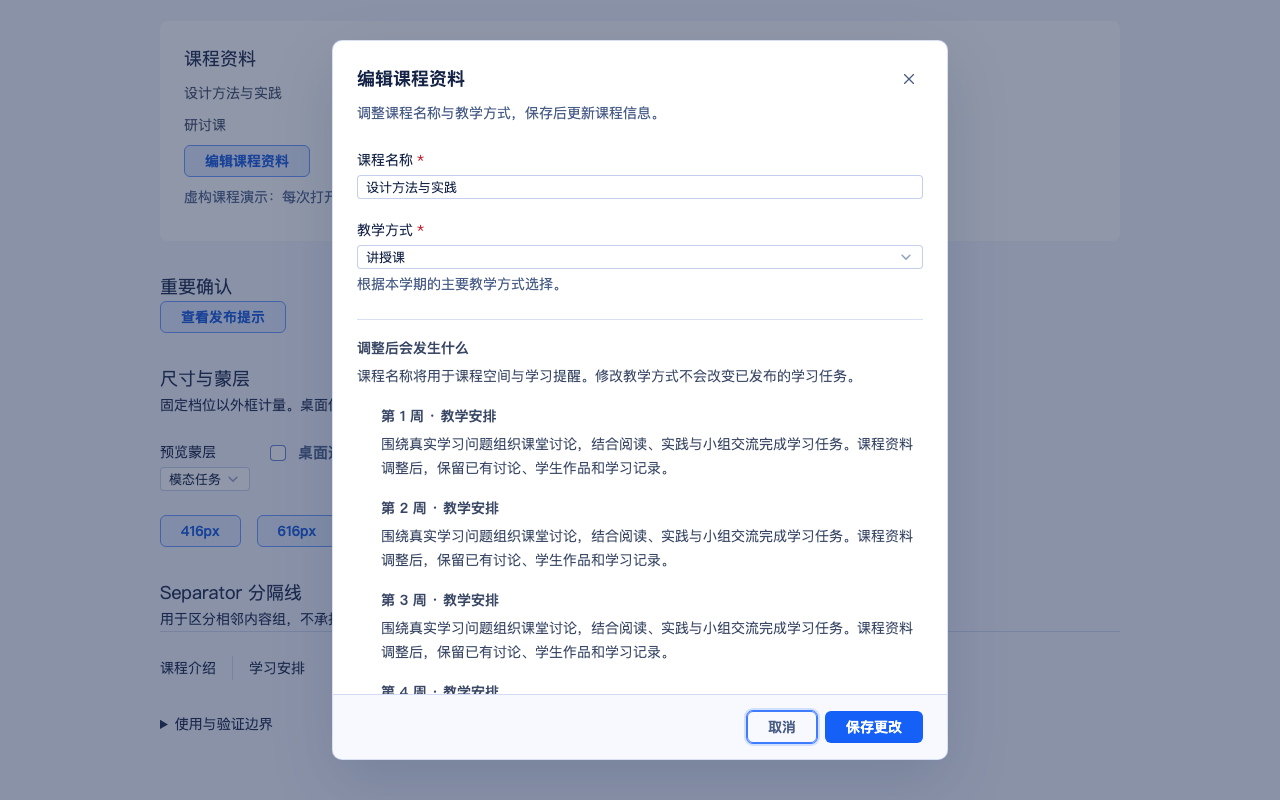 课程资料
设计方法与实践
研讨课
编辑课程资料
虚构课程演示：每次打开
重要确认
查看发布提示
尺寸与蒙层
固定档位以外框计量。桌面
预览蒙层
桌面
模态任务
416px
616px
Separator 分隔线
用于区分相邻内容组，不承
课程介绍
学习安排
使用与验证边界
编辑课程资料
调整课程名称与教学方式，保存后更新课程信息。
课程名称 *
设计方法与实践
教学方式 *
讲授课
根据本学期的主要教学方式选择。
调整后会发生什么
课程名称将用于课程空间与学习提醒。修改教学方式不会改变已发布的学习任务。
第 1 周 · 教学安排
围绕真实学习问题组织课堂讨论，结合阅读、实践与小组交流完成学习任务。课程资料
调整后，保留已有讨论、学生作品和学习记录。
第 2 周 · 教学安排
围绕真实学习问题组织课堂讨论，结合阅读、实践与小组交流完成学习任务。课程资料
调整后，保留已有讨论、学生作品和学习记录。
第 3 周 · 教学安排
围绕真实学习问题组织课堂讨论，结合阅读、实践与小组交流完成学习任务。课程资料
调整后，保留已有讨论、学生作品和学习记录。
第 4 周 · 教学安排
取消
保存更改